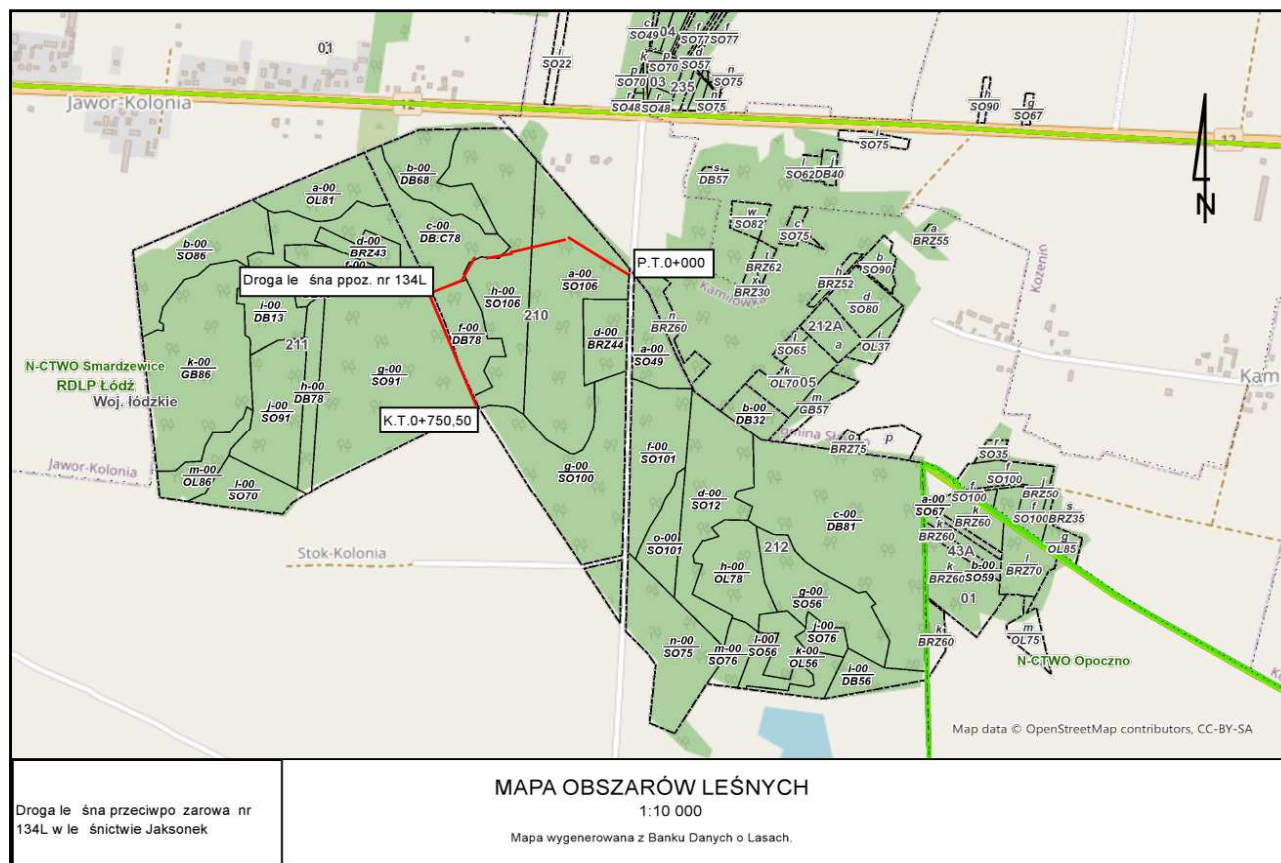 c
SO49
04
f
SO77
f
SO77
01
i
SO22
k
SO70
p
SO70
d
SO57
p
SO70
03
235
n
SO75
r
SO48
r
SO48
n
SO75
h
SO90
g
SO67
Jawor-Kolonia
12
12
12
i
SO75
b-00
DB68
s
DB57
l
SO62
j
DB40
a-00
OL81
w
SO82
c
SO75
c-00
DB.C78
a
BRZ55
b-00
SO86
d-00
BRZ43
f-00
Kozenin
P.T.0+000
t
BRZ62
b
SO90
h
BRZ52
x
BRZ30
Droga le śna ppoz. nr 134L
a-00
SO106
h-00
SO106
Kamilówka
d
SO80
i-00
DB13
210
n
BRZ60
212A
f-00
DB78
d-00
BRZ44
211
a-00
SO49
l
SO65
a
i
OL37
N-CTWO Smardzewice
RDLP Łódź
Woj. łódzkie
k-00
GB86
g-00
SO91
k
OL70
05
Kam
h-00
DB78
m
GB57
j-00
SO91
K.T.0+750,50
b-00
DB32
gmina Sł
o
BRZ75
p
f-00
SO101
r
SO35
Jawor-Kolonia
m-00
OL86
l-00
SO70
g-00
SO100
f
SO100
j
BRZ50
d-00
SO12
a-00
SO67
f
SO100
k
BRZ60
f
SO100
s
BRZ35
c-00
DB81
k
BRZ60
g
OL85
o-00
SO101
212
43A
Stok-Kolonia
h-00
OL78
k
BRZ60
b-00
SO59
l
BRZ70
g-00
SO56
01
j-00
SO76
n-00
SO75
m-00
SO76
l-00
SO56
k-00
OL56
k
BRZ60
m
OL75
i-00
DB56
N-CTWO Opoczno
N
Map data © OpenStreetMap contributors, CC-BY-SA
Droga le śna przeciwpo zarowa nr
134L w le śnictwie Jaksonek
MAPA OBSZARÓW LEŚNYCH
1:10 000
Mapa wygenerowana z Banku Danych o Lasach.